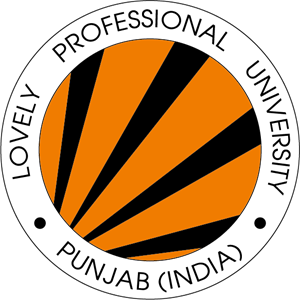 LOVELY PROFESSIONAL UNIVERSITY
PUNJAB (INDIA)